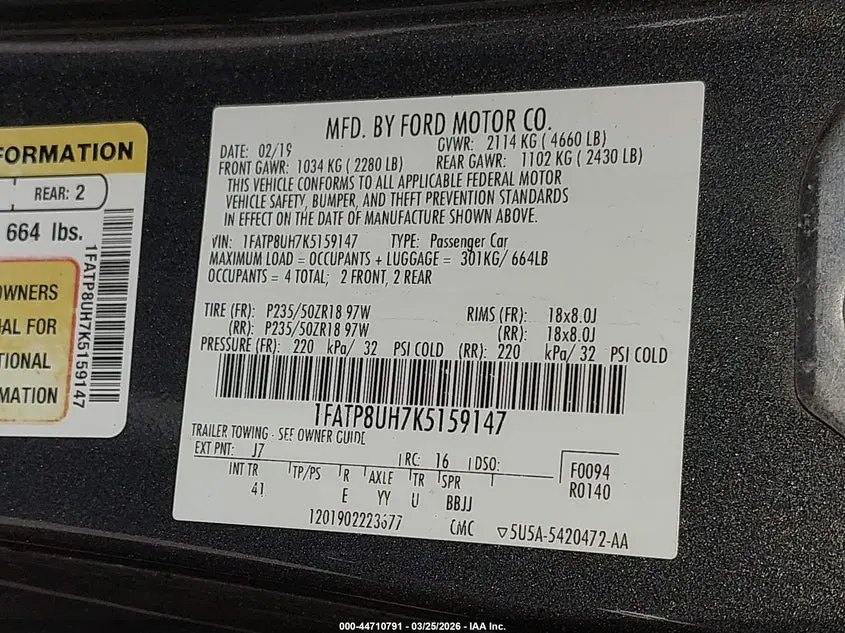 FORMATION
REAR: 2
664 lbs.
OWNERS
AL FOR
TIONAL
MATION
1FATP8UH7K5159147
MFD. BY FORD MOTOR CO.
DATE: 02/19 GVWR: 2114 KG ( 4660 LB)
FRONT GAWR: 1034 KG ( 2280 LB) REAR GAWR: 1102 KG ( 2430 LB)
THIS VEHICLE CONFORMS TO ALL APPLICABLE FEDERAL MOTOR
VEHICLE SAFETY, BUMPER, AND THEFT PREVENTION STANDARDS
IN EFFECT ON THE DATE OF MANUFACTURE SHOWN ABOVE.
VIN: 1FATP8UH7K5159147 TYPE: Passenger Car
MAXIMUM LOAD = OCCUPANTS + LUGGAGE = 301KG/ 664LB
OCCUPANTS = 4 TOTAL; 2 FRONT, 2 REAR
TIRE (FR): P235/50ZR18 97W RIMS (FR): 18x8.0J
(RR): P235/50ZR18 97W (RR): 18x8.0J
PRESSURE (FR): 220 kPa/ 32 PSI COLD (RR): 220 kPa/ 32 PSI COLD
1FATP8UH7K5159147
TRAILER TOWING - SEE OWNER GUIDE
EXT PNT: J7 RC: 16 DSO: F0094
INT TR TP/PS R AXLE TR SPR R0140
41 E YY U BBJJ
1201902223677 CMC 5U5A-5420472-AA
000-44710791 - 03/25/2026 - IAA Inc.